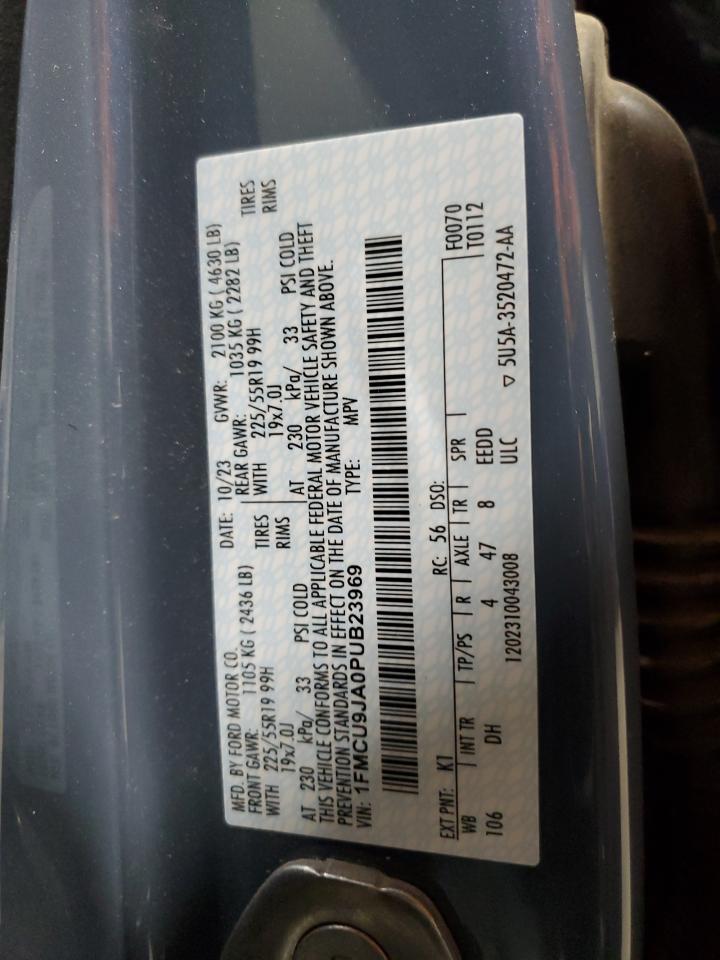 MFD. BY FORD MOTOR CO.
DATE: 10/23 GVWR: 2100 KG ( 4630 LB)
FRONT GAWR: 1105 KG ( 2436 LB) REAR GAWR: 1035 KG ( 2282 LB)
WITH 225/55R19 99H TIRES WITH 225/55R19 99H TIRES
19x7.0J RIMS 19x7.0J RIMS
AT 230 kPa/ 33 PSI COLD AT 230 kPa/ 33 PSI COLD
THIS VEHICLE CONFORMS TO ALL APPLICABLE FEDERAL MOTOR VEHICLE SAFETY AND THEFT
PREVENTION STANDARDS IN EFFECT ON THE DATE OF MANUFACTURE SHOWN ABOVE.
VIN: 1FMCU9JA0PUB23969 TYPE: MPV
EXT PNT: K1 RC: 56 DSO: F0070
WB INT TR TP/PS R AXLE TR SPR T0112
106 DH 4 47 8 EEDD
1202310043008 ULC ▽ 5U5A-3520472-AA